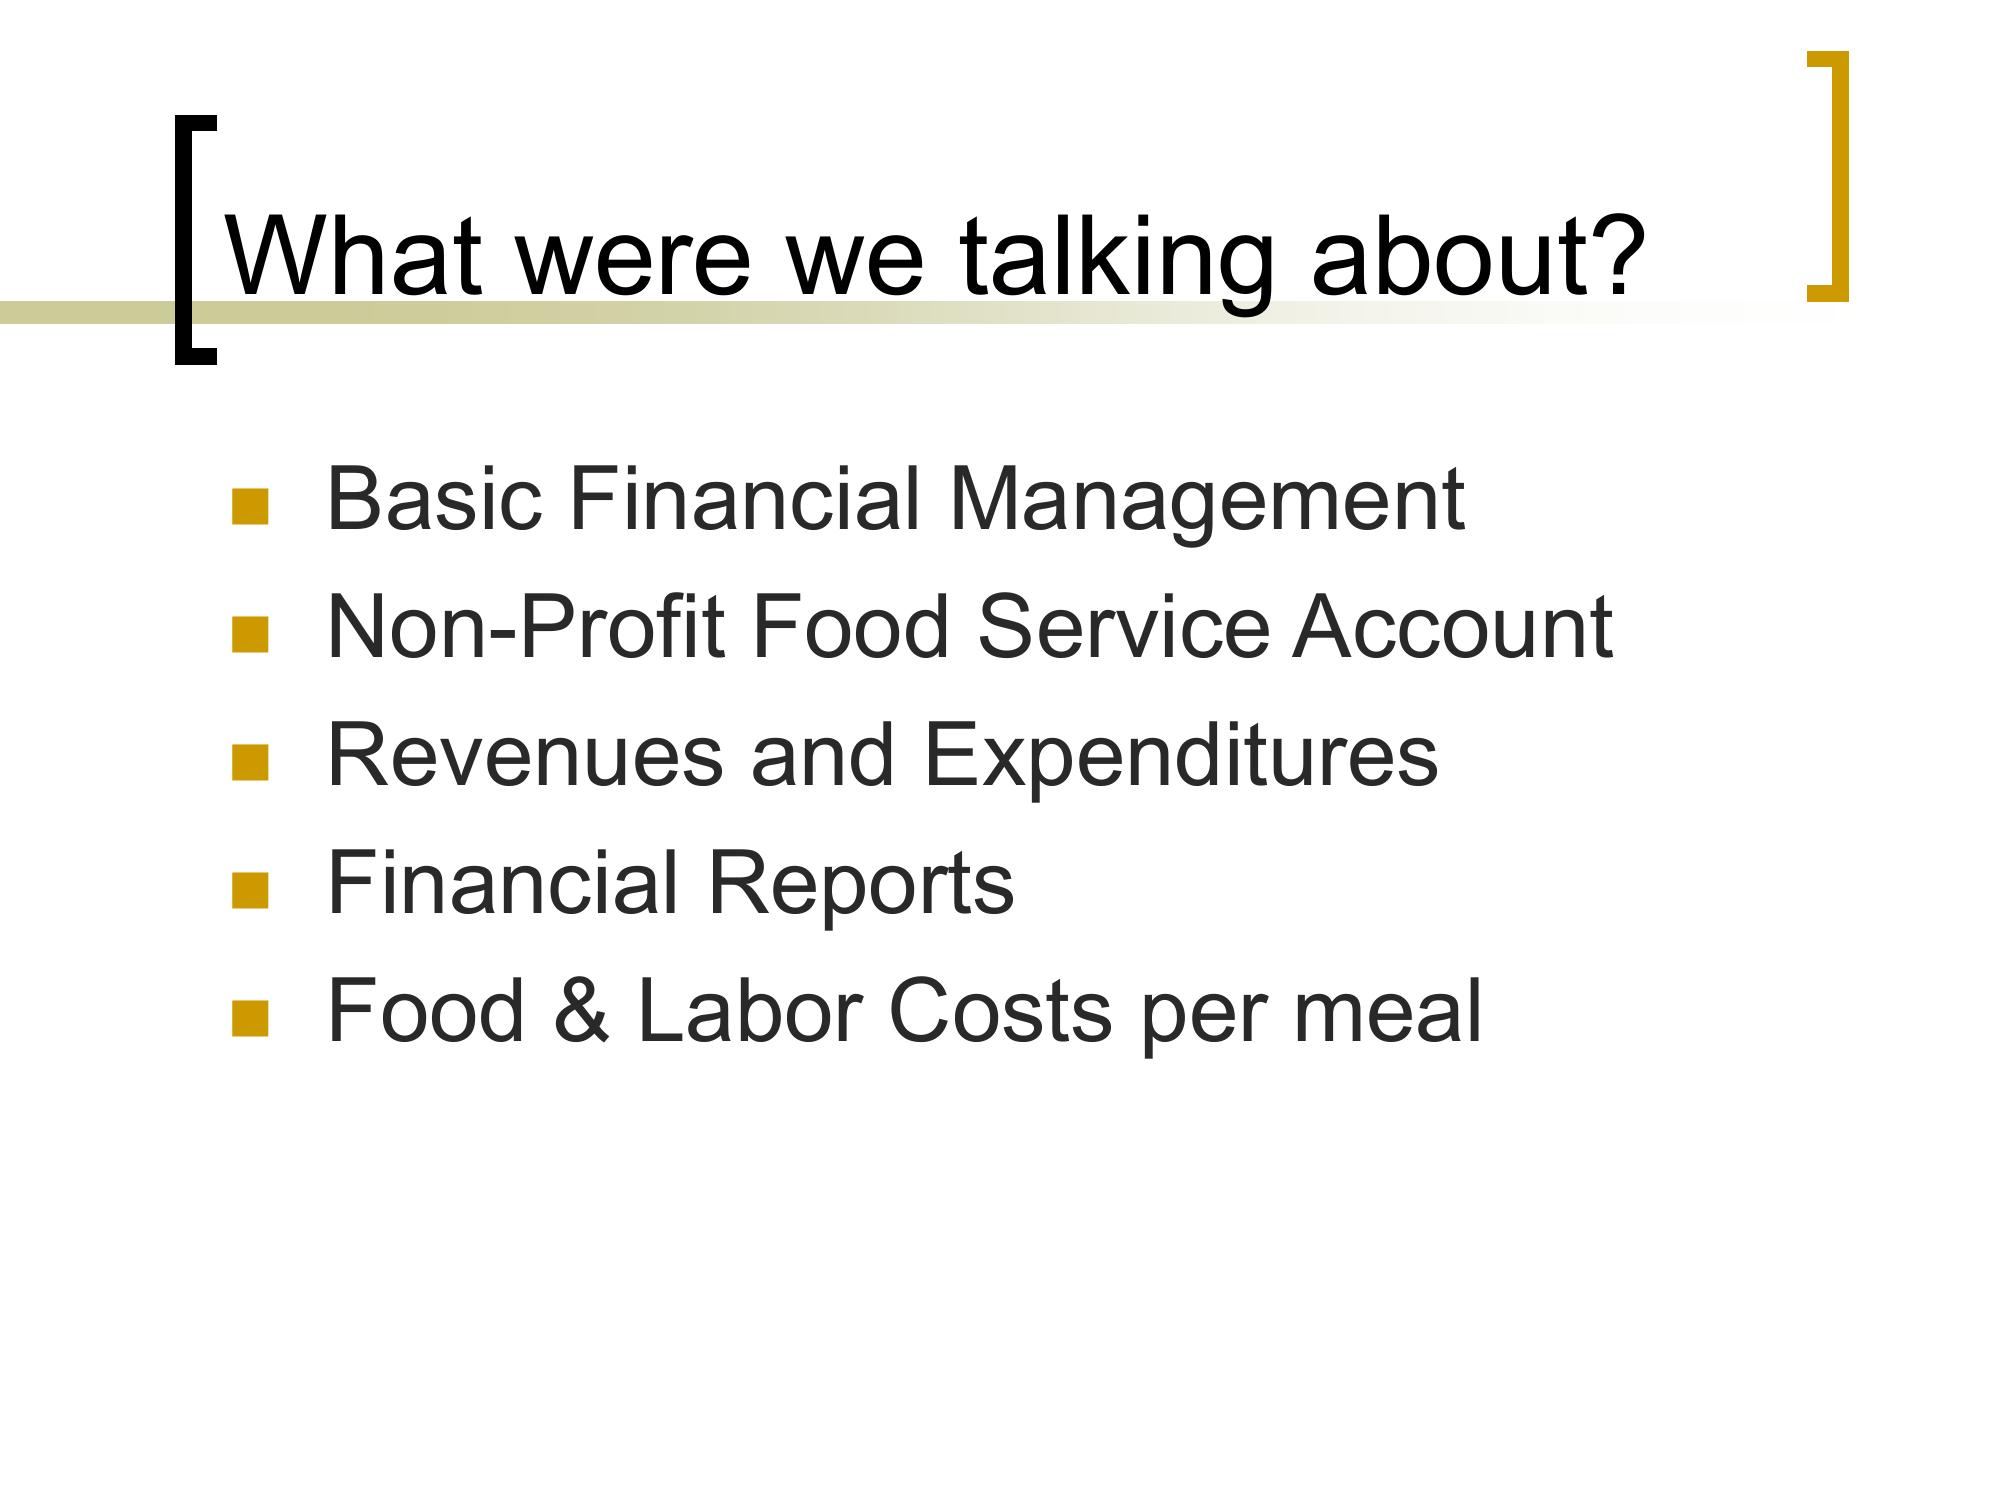 What were we talking about?
Basic Financial Management
Non-Profit Food Service Account
Revenues and Expenditures
Financial Reports
Food & Labor Costs per meal